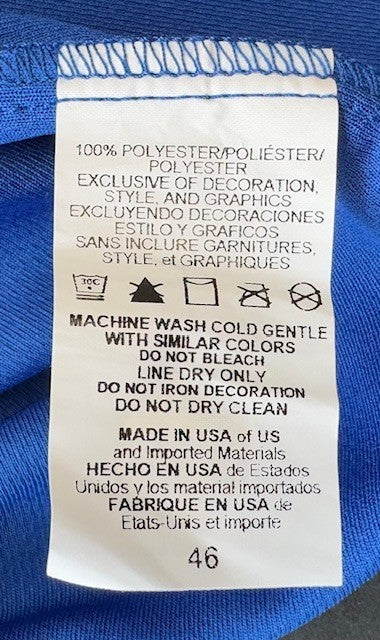 100% POLYESTER/POLIÉSTER/
POLYESTER
EXCLUSIVE OF DECORATION,
STYLE, AND GRAPHICS
EXCLUYENDO DECORACIONES
ESTILO Y GRAFICOS
SANS INCLURE GARNITURES,
STYLE, et GRAPHIQUES
30C
MACHINE WASH COLD GENTLE
WITH SIMILAR COLORS
DO NOT BLEACH
LINE DRY ONLY
DO NOT IRON DECORATION
DO NOT DRY CLEAN
MADE IN USA of US
and Imported Materials
HECHO EN USA de Estados
Unidos y los material importados
FABRIQUE EN USA de
Etats-Unis et importe
46